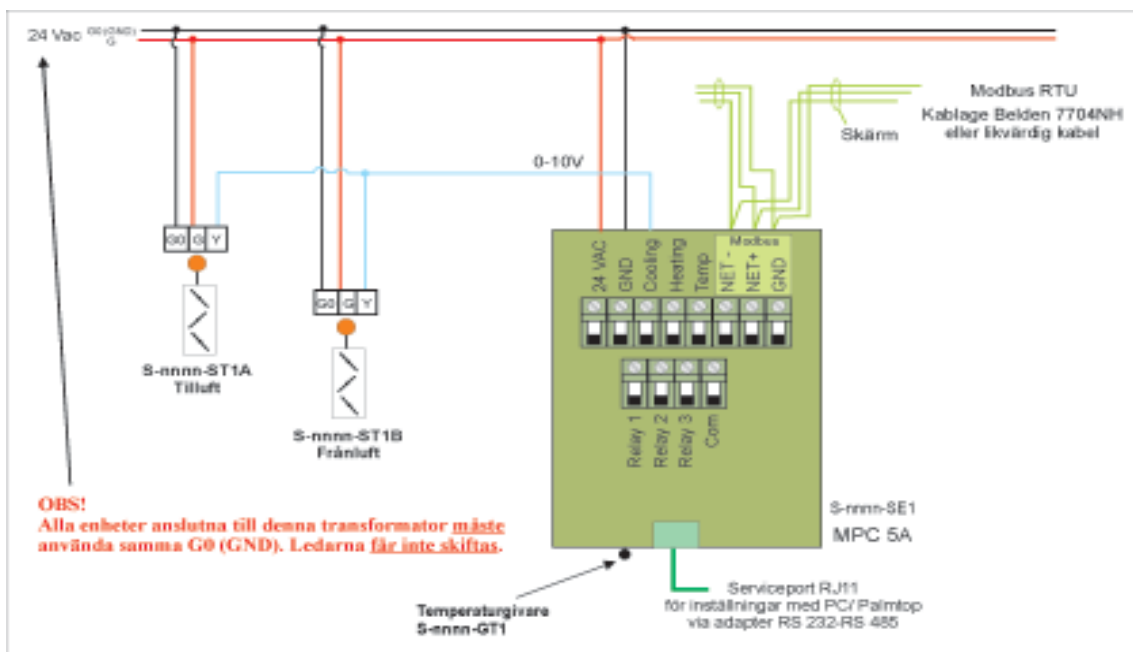 24 Vac G0 (GND)
G
Modbus RTU
Kablage Belden 7704NH
eller likvärdig kabel
Skärm
0-10V
G0 G Y
G0 G Y
S-nnnn-ST1A
Tilluft
S-nnnn-ST1B
Frånluft
Modbus
24 VAC
GND
Cooling
Heating
Temp
NET -
NET+
GND
Relay 1
Relay 2
Relay 3
Com
OBS!
Alla enheter anslutna till denna transformator måste
använda samma G0 (GND). Ledarna får inte skiftas.
S-nnnn-SE1
MPC 5A
Temperaturgivare
S-nnnn-GT1
Serviceport RJ11
för inställningar med PC/ Palmtop
via adapter RS 232-RS 485